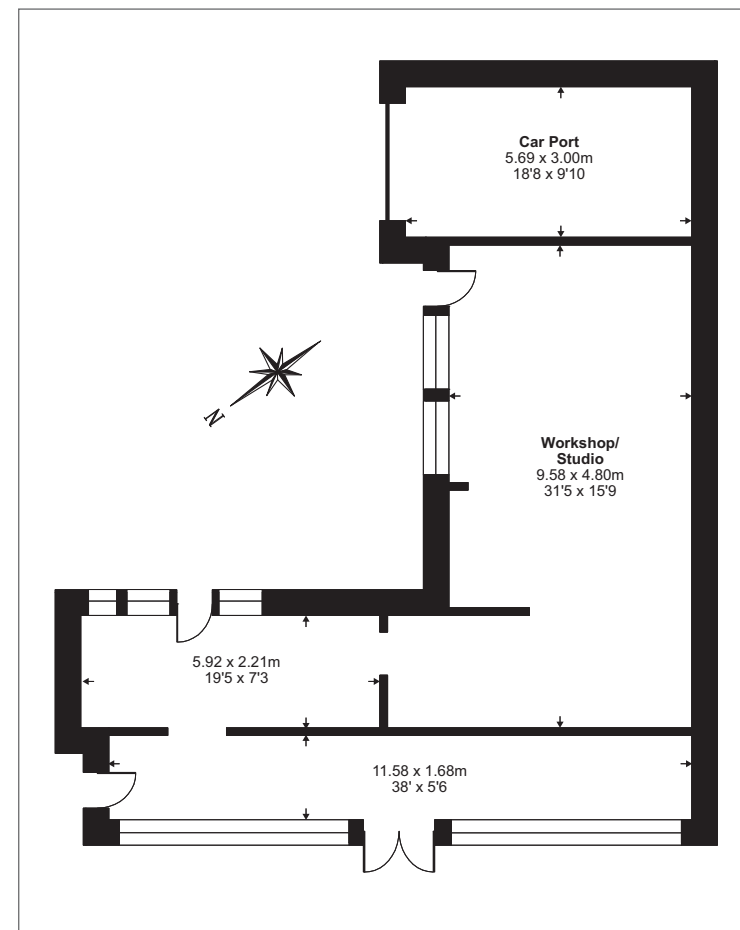 Car Port
5.69 x 3.00m
18'8 x 9'10
N
Workshop/
Studio
9.58 x 4.80m
31'5 x 15'9
5.92 x 2.21m
19'5 x 7'3
11.58 x 1.68m
38' x 5'6